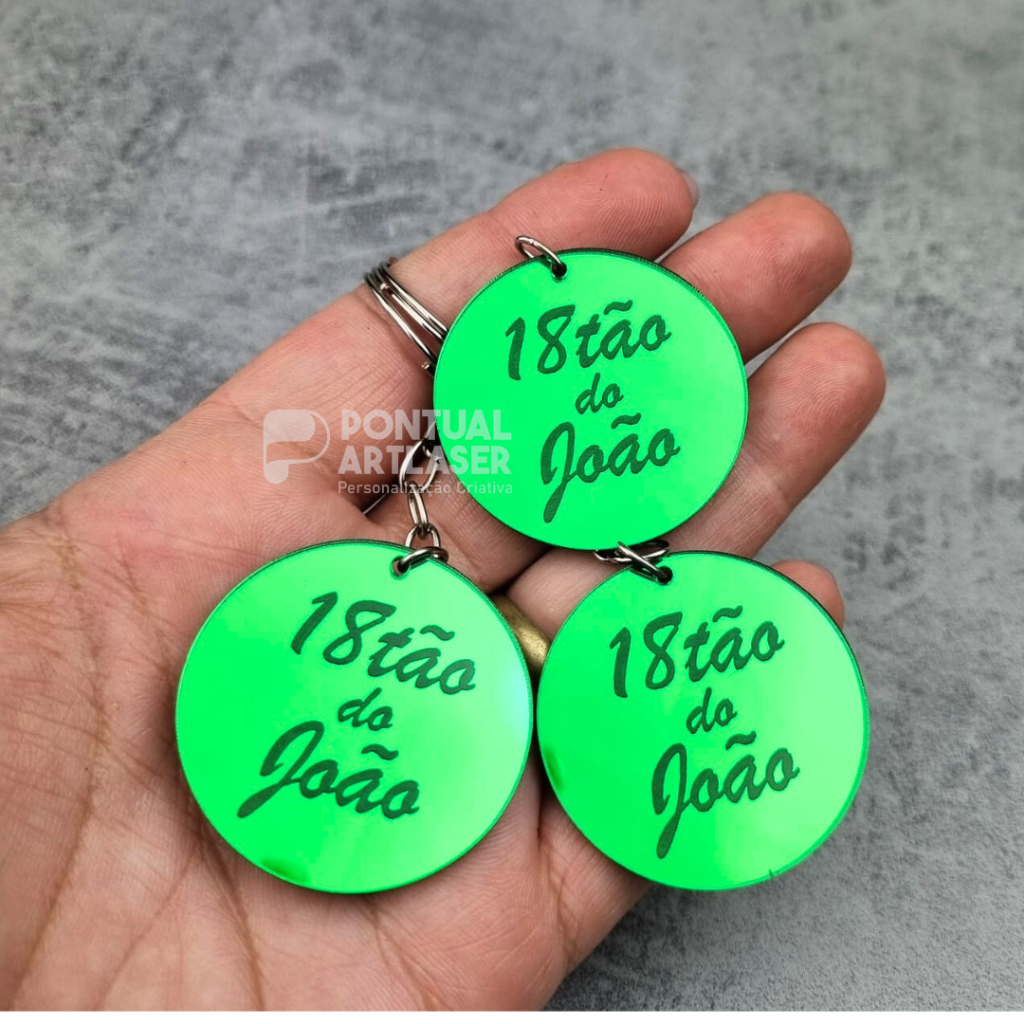 18tão
do
João
PONTUAL
ARTLASER
Personalização Criativa
18tão
do
João
18tão
do
João